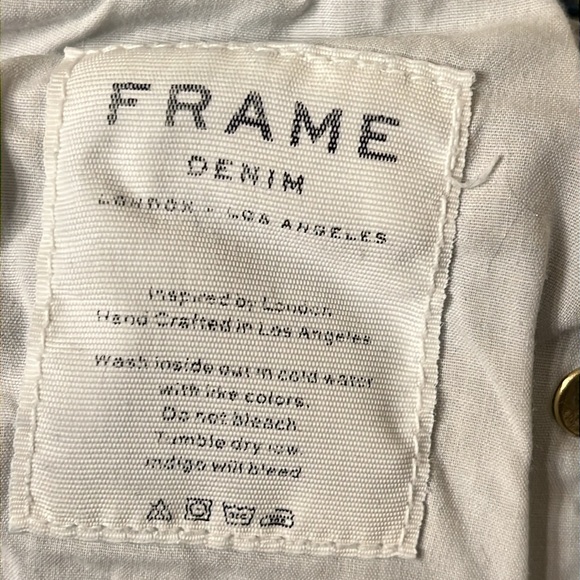 FRAME
DENIM
LONDON - LOS ANGELES
Inspired by London
Hand Crafted in Los Angeles
Wash inside out in cold water
with like colors.
Do not bleach
Tumble dry low
Indigo will bleed